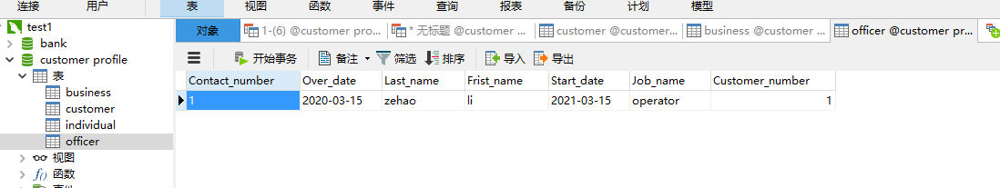 连接 用户 表 视图 函数 事件 查询 报表 备份 计划 模型
test1
bank
customer profile
表
business
customer
individual
officer
视图
f() 函数
对象 1-(6) @customer pro... * 无标题 @customer ... customer @customer... business @customer ... officer @customer pr...
开始事务 备注 筛选 排序 导入 导出
Contact_number Over_date Last_name Frist_name Start_date Job_name Customer_number
1 2020-03-15 zehao li 2021-03-15 operator 1